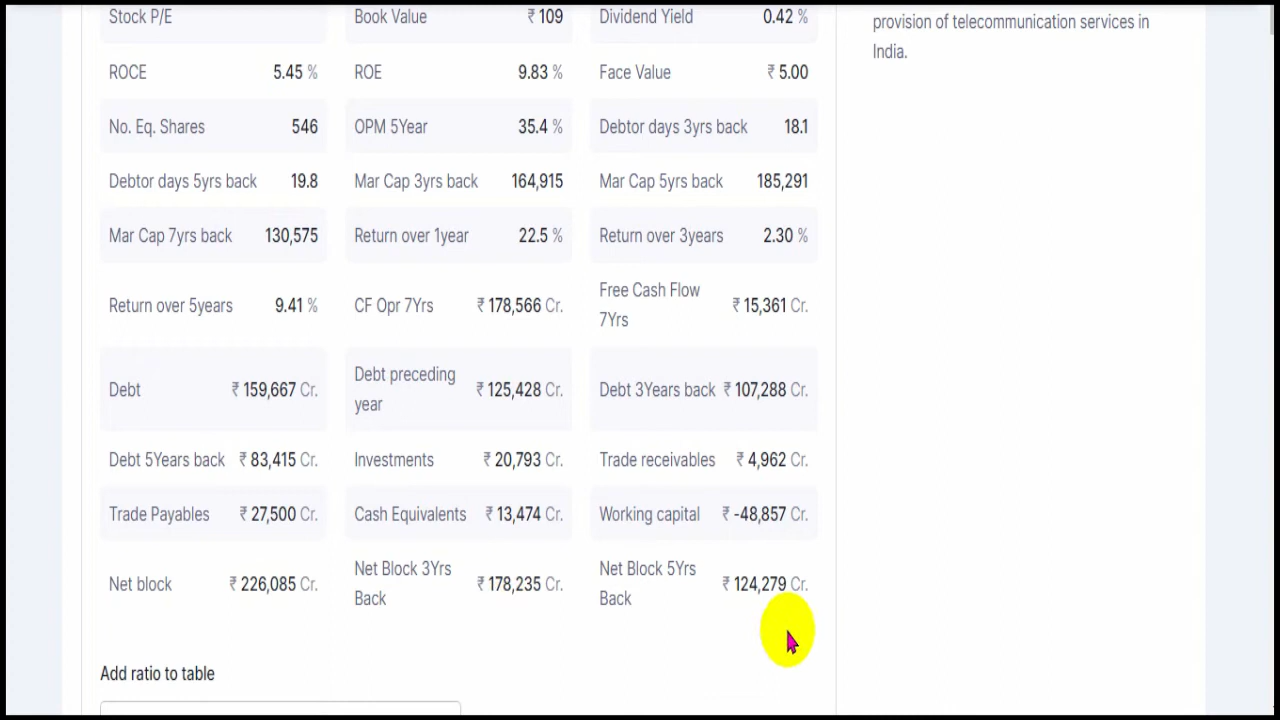 Stock P/E
Book Value ₹ 109
Dividend Yield 0.42 %
provision of telecommunication services in
India.
ROCE 5.45 %
ROE 9.83 %
Face Value ₹ 5.00
No. Eq. Shares 546
OPM 5Year 35.4 %
Debtor days 3yrs back 18.1
Debtor days 5yrs back 19.8
Mar Cap 3yrs back 164,915
Mar Cap 5yrs back 185,291
Mar Cap 7yrs back 130,575
Return over 1year 22.5 %
Return over 3years 2.30 %
Return over 5years 9.41 %
CF Opr 7Yrs ₹ 178,566 Cr.
Free Cash Flow
7Yrs ₹ 15,361 Cr.
Debt ₹ 159,667 Cr.
Debt preceding
year ₹ 125,428 Cr.
Debt 3Years back ₹ 107,288 Cr.
Debt 5Years back ₹ 83,415 Cr.
Investments ₹ 20,793 Cr.
Trade receivables ₹ 4,962 Cr.
Trade Payables ₹ 27,500 Cr.
Cash Equivalents ₹ 13,474 Cr.
Working capital ₹ -48,857 Cr.
Net block ₹ 226,085 Cr.
Net Block 3Yrs
Back ₹ 178,235 Cr.
Net Block 5Yrs
Back ₹ 124,279 Cr.
Add ratio to table